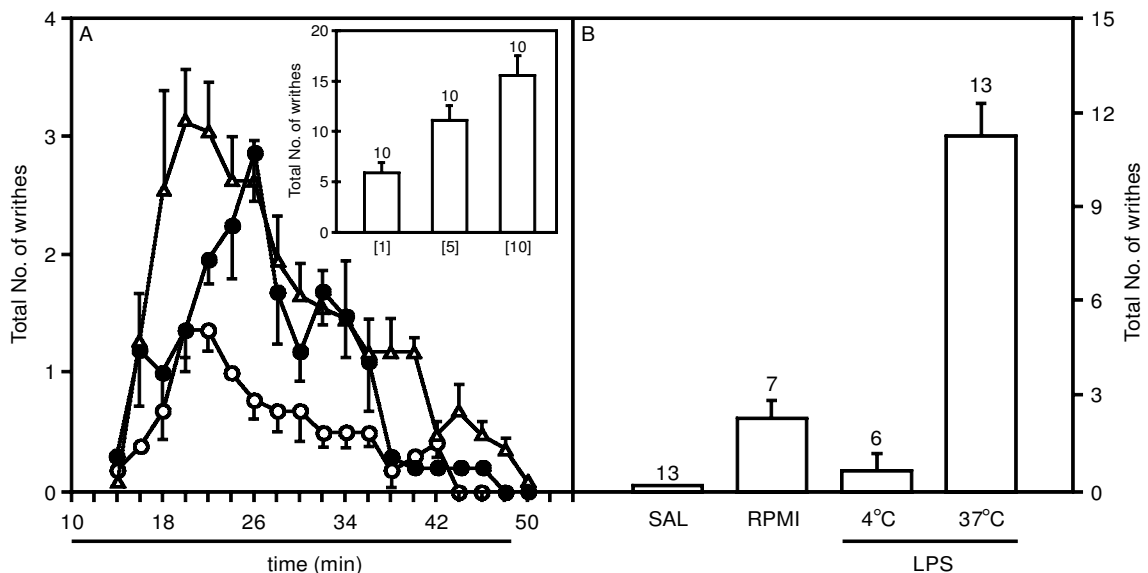 A
Total No. of writhes
4
3
2
1
0
10
18
26
34
42
50
time (min)
Total No. of writhes
20
15
10
5
0
10
10
10
[1]
[5]
[10]
B
13
7
6
13
SAL
RPMI
4°C
37°C
LPS
15
12
9
6
3
0
Total No. of writhes